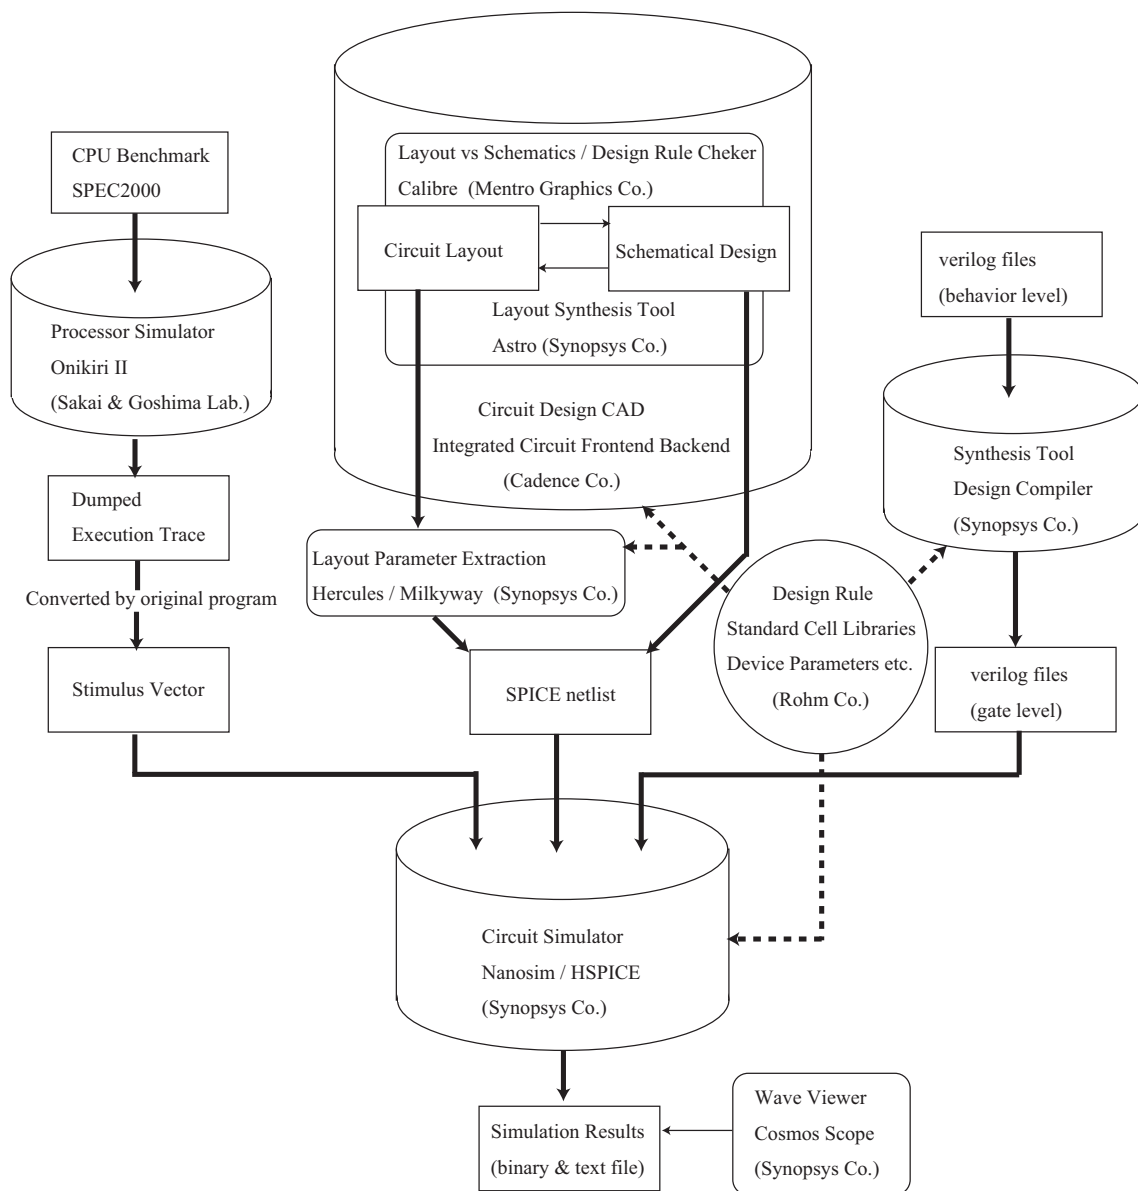 CPU Benchmark
SPEC2000
Processor Simulator
Onikiri II
(Sakai & Goshima Lab.)
Dumped
Execution Trace
Converted by original program
Stimulus Vector
Layout vs Schematics / Design Rule Cheker
Calibre (Mentro Graphics Co.)
Circuit Layout
Schematical Design
Layout Synthesis Tool
Astro (Synopsys Co.)
Circuit Design CAD
Integrated Circuit Frontend Backend
(Cadence Co.)
Layout Parameter Extraction
Hercules / Milkyway (Synopsys Co.)
SPICE netlist
verilog files
(behavior level)
Synthesis Tool
Design Compiler
(Synopsys Co.)
Design Rule
Standard Cell Libraries
Device Parameters etc.
(Rohm Co.)
verilog files
(gate level)
Circuit Simulator
Nanosim / HSPICE
(Synopsys Co.)
Simulation Results
(binary & text file)
Wave Viewer
Cosmos Scope
(Synopsys Co.)